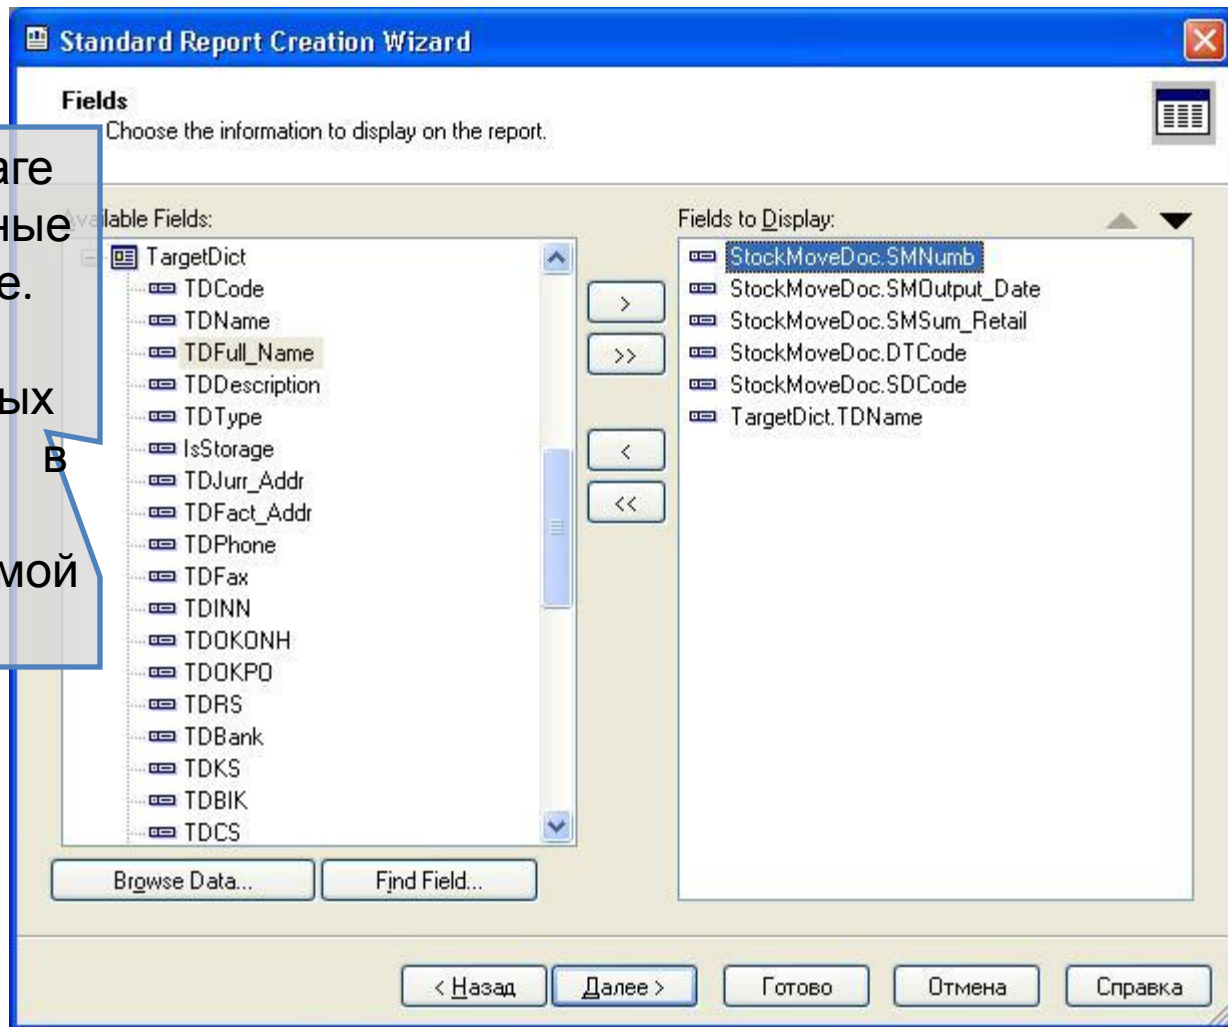 Standard Report Creation Wizard
Fields
Choose the information to display on the report.
аге
ные
е.
ых
в
мой
Available Fields:
TargetDict
TDCode
TDName
TDFull_Name
TDDescription
TDType
IsStorage
TDJurr_Addr
TDFact_Addr
TDPhone
TDFax
TDINN
TDOKONH
TDOKPO
TDRS
TDBank
TDKS
TDBIK
TDCS
Browse Data...
Find Field...
>
>>
<
<<
Fields to Display:
StockMoveDoc.SMNumb
StockMoveDoc.SMOutput_Date
StockMoveDoc.SMSum_Retail
StockMoveDoc.DTCode
StockMoveDoc.SDCode
TargetDict.TDName
< Назад
Далее >
Готово
Отмена
Справка